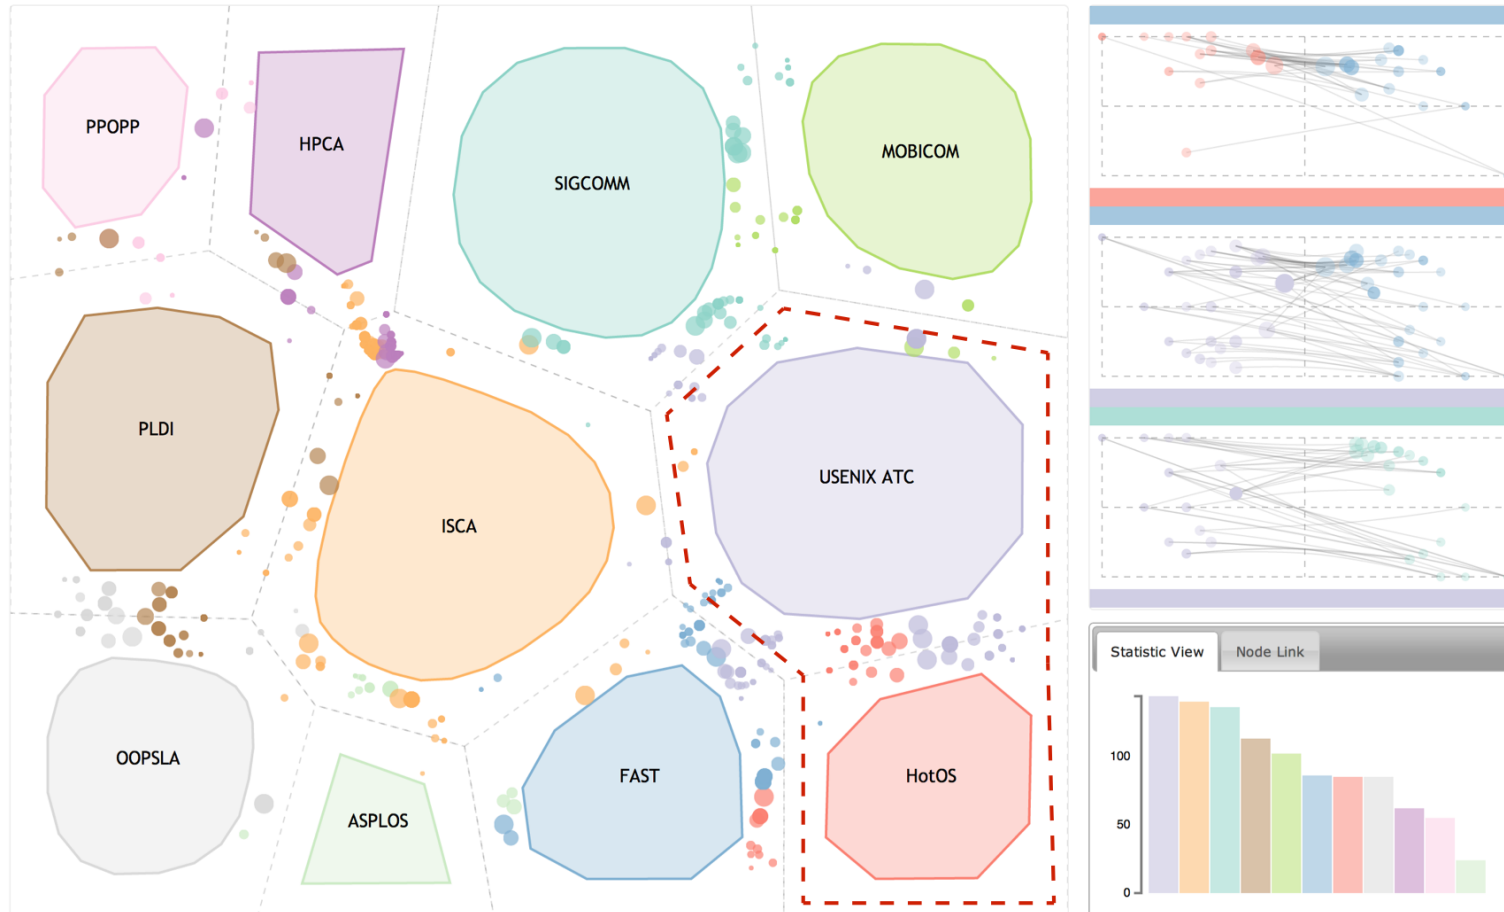 PPOPP
HPCA
SIGCOMM
MOBICOM
PLDI
ISCA
USENIX ATC
OOPSLA
ASPLOS
FAST
HotOS
Statistic View
Node Link
100
50
0